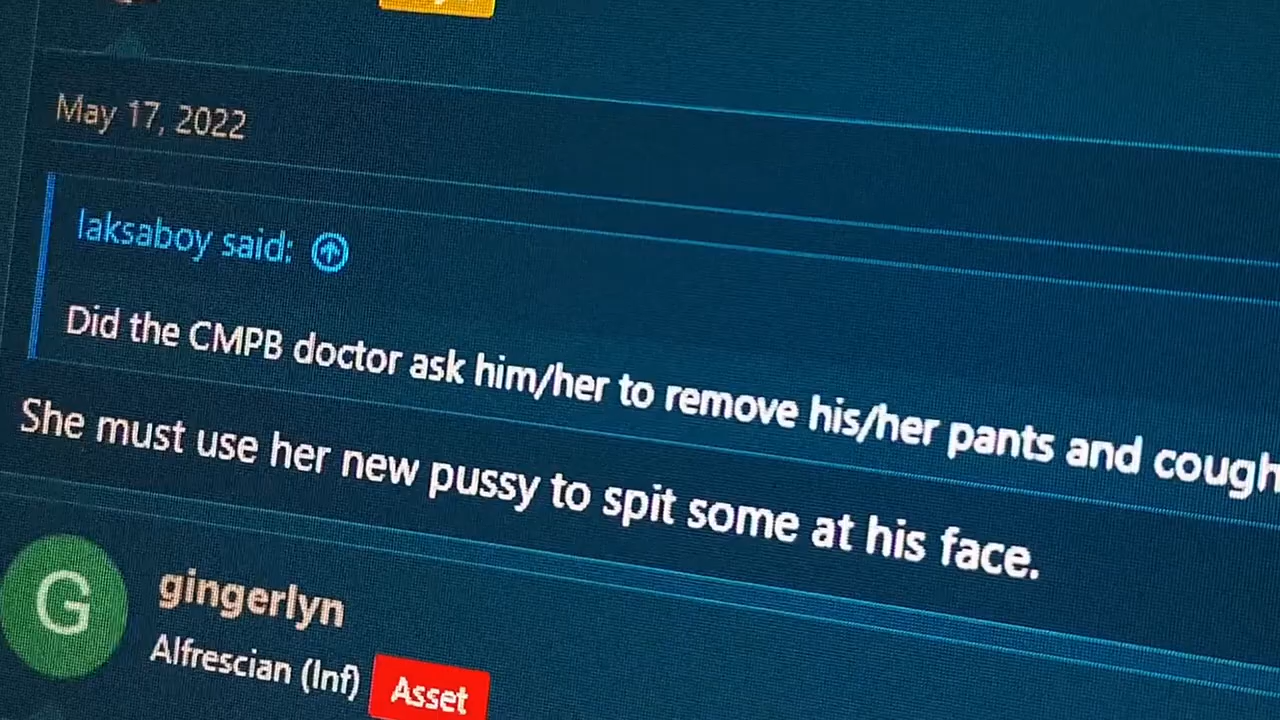 May 17, 2022
laksaboy said:
Did the CMPB doctor ask him/her to remove his/her pants and cough
She must use her new pussy to spit some at his face.
G
gingerlyn
Alfrescian (Inf)
Asset